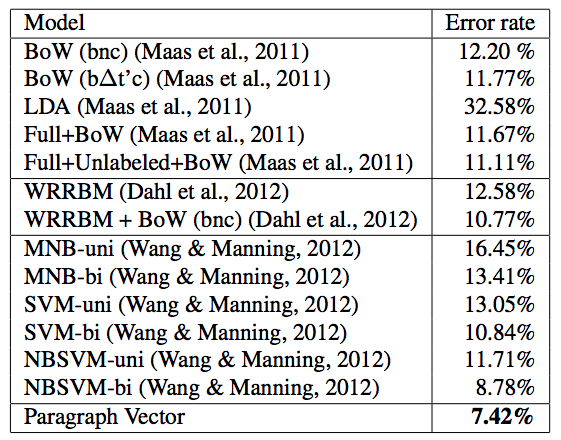 Model Error rate
BoW (bnc) (Maas et al., 2011) 12.20 %
BoW (b∆t’c) (Maas et al., 2011) 11.77%
LDA (Maas et al., 2011) 32.58%
Full+BoW (Maas et al., 2011) 11.67%
Full+Unlabeled+BoW (Maas et al., 2011) 11.11%
WRRBM (Dahl et al., 2012) 12.58%
WRRBM + BoW (bnc) (Dahl et al., 2012) 10.77%
MNB-uni (Wang & Manning, 2012) 16.45%
MNB-bi (Wang & Manning, 2012) 13.41%
SVM-uni (Wang & Manning, 2012) 13.05%
SVM-bi (Wang & Manning, 2012) 10.84%
NBSVM-uni (Wang & Manning, 2012) 11.71%
NBSVM-bi (Wang & Manning, 2012) 8.78%
Paragraph Vector 7.42%